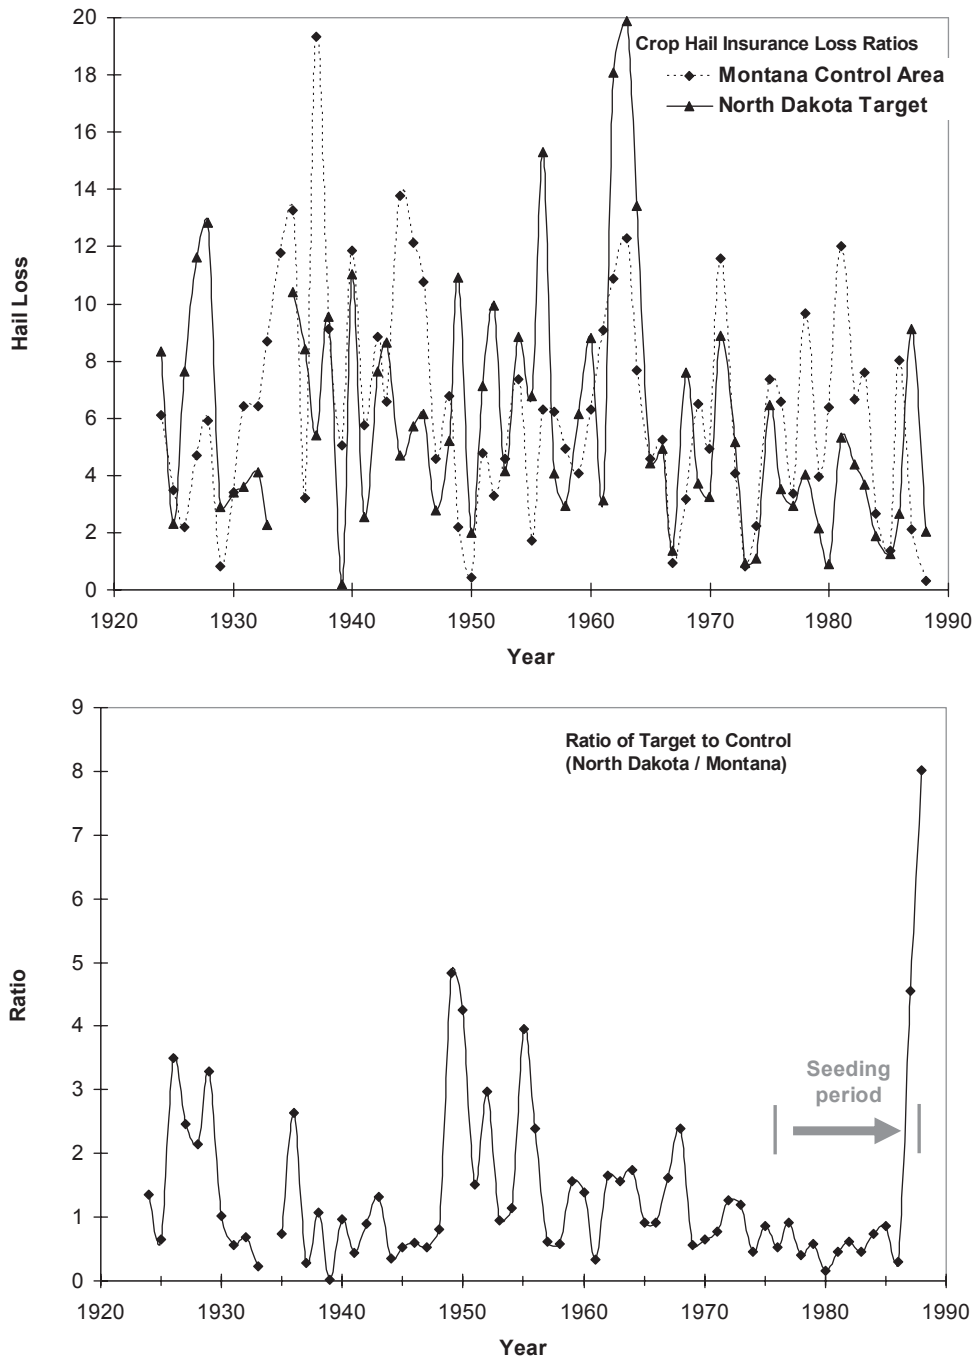 20
18
16
14
12
10
8
6
4
2
0
Hail Loss
Crop Hail Insurance Loss Ratios
Montana Control Area
North Dakota Target
1920 1930 1940 1950 1960 1970 1980 1990
Year
9
8
7
6
5
4
3
2
1
0
Ratio
Ratio of Target to Control
(North Dakota / Montana)
Seeding
period
1920 1930 1940 1950 1960 1970 1980 1990
Year